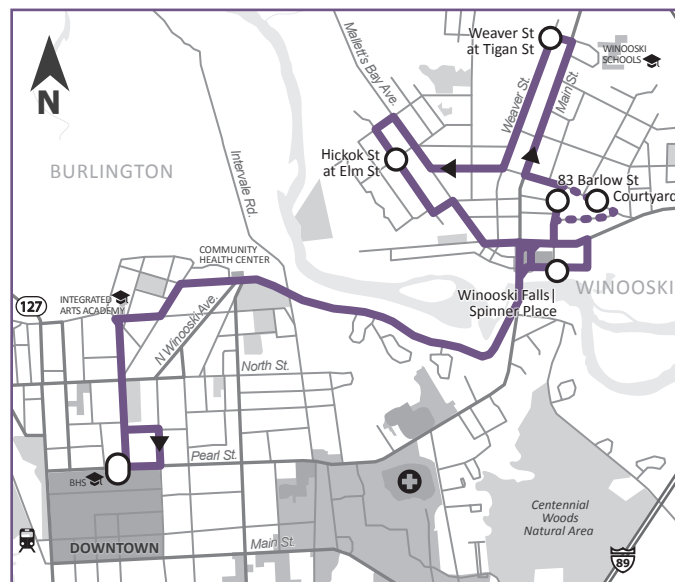 Weaver St
at Tigan St
WINOOSKI
SCHOOLS
Mallett's Bay Ave.
Weaver St.
Main St.
N
BURLINGTON
Hickok St
at Elm St
83 Barlow St
Courtyard
Intervale Rd.
COMMUNITY
HEALTH CENTER
WINOOSKI
Winooski Falls|
Spinner Place
127
INTEGRATED
ARTS ACADEMY
N Winooski Ave.
North St.
Pearl St.
BHS
Centennial
Woods
Natural Area
DOWNTOWN
Main St.
89